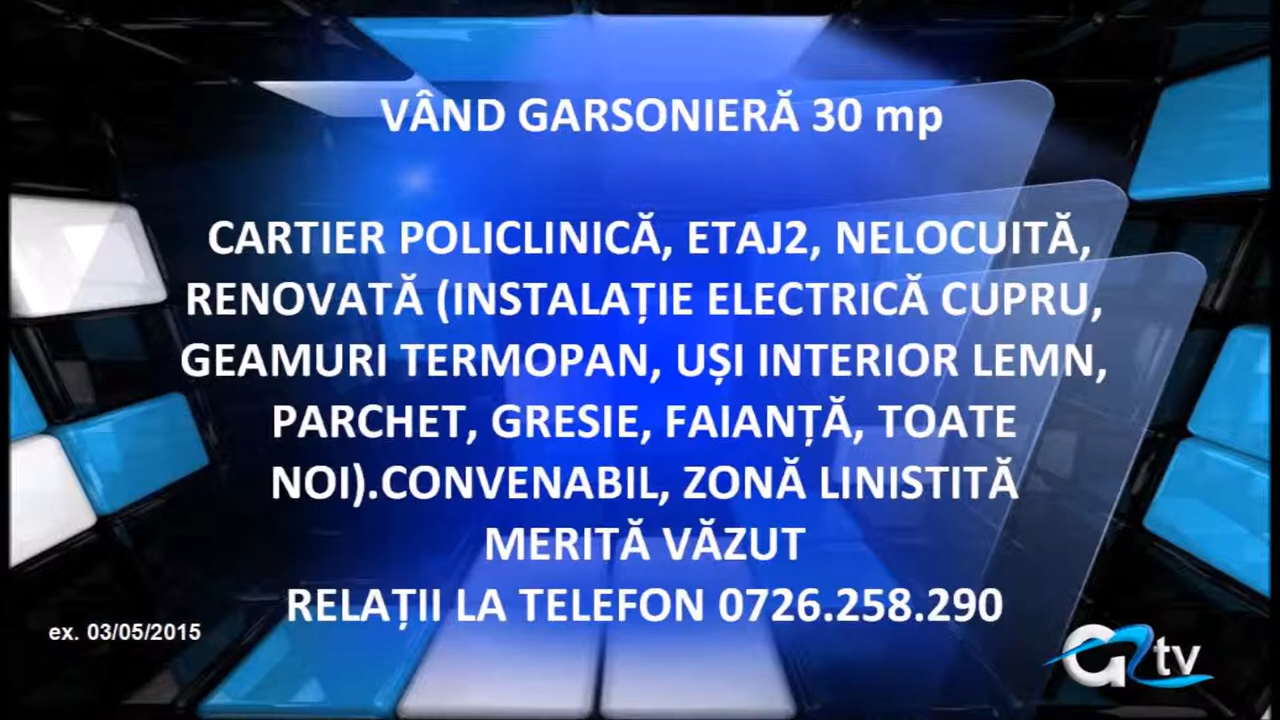 VÂND GARSONIERĂ 30 mp
CARTIER POLICLINICĂ, ETAJ2, NELOCUITĂ,
RENOVATĂ (INSTALAȚIE ELECTRICĂ CUPRU,
GEAMURI TERMOPAN, UȘI INTERIOR LEMN,
PARCHET, GRESIE, FAIANȚĂ, TOATE
NOI).CONVENABIL, ZONĂ LINISTITĂ
MERITĂ VĂZUT
RELAȚII LA TELEFON 0726.258.290
ex. 03/05/2015
G2tv